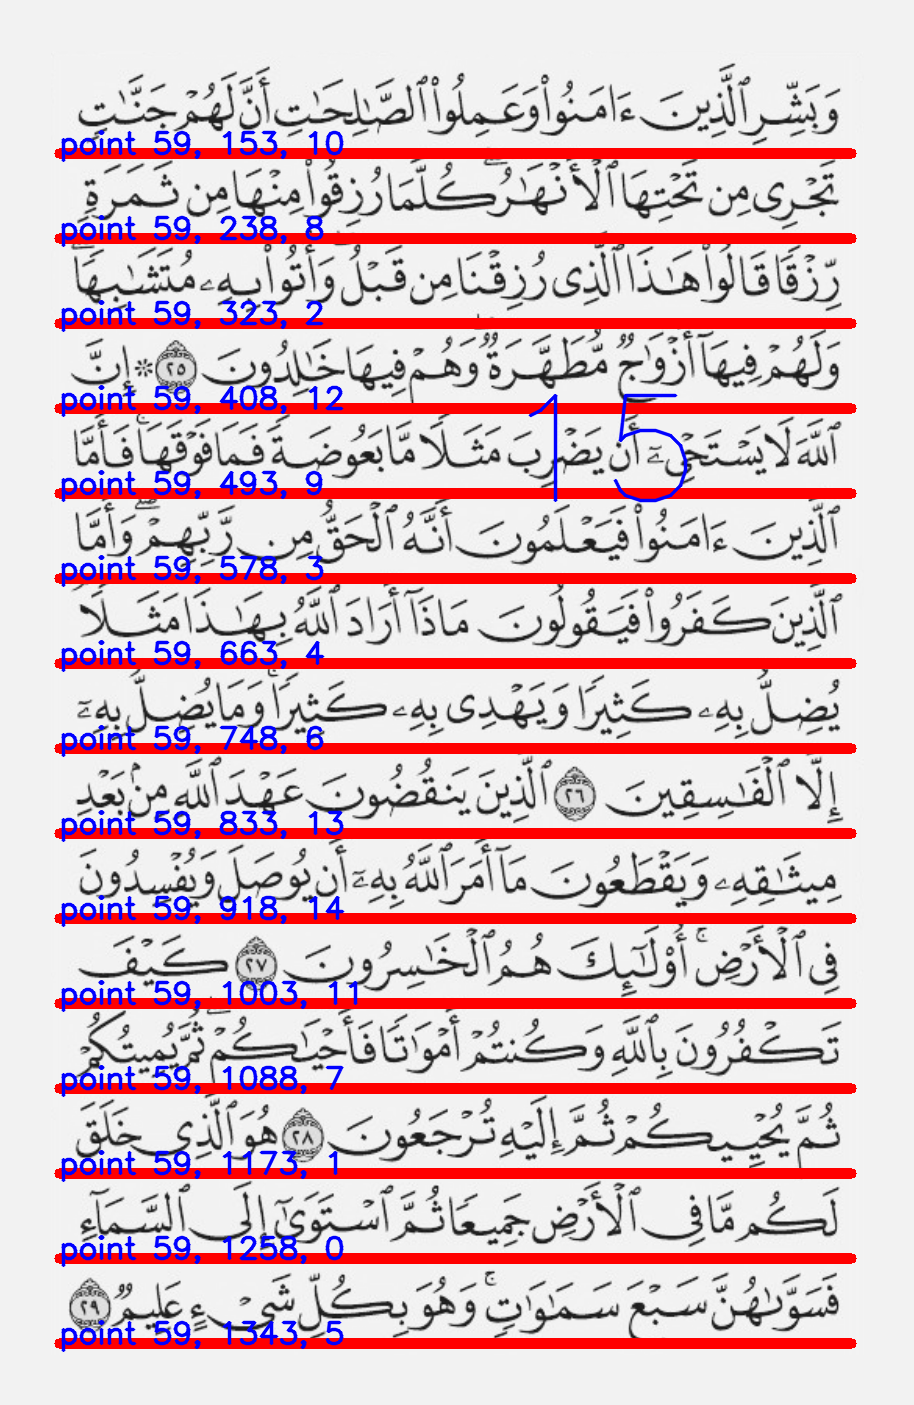 وَبَشِّرِ ٱلَّذِينَ ءَامَنُوا۟ وَعَمِلُوا۟ ٱلصَّـٰلِحَـٰتِ أَنَّ لَهُمْ جَنَّـٰتٍ
point 59, 153, 10
تَجْرِى مِن تَحْتِهَا ٱلْأَنْهَـٰرُ ۖ كُلَّمَا رُزِقُوا۟ مِنْهَا مِن ثَمَرَةٍ
point 59, 238, 8
رِّزْقًا قَالُوا۟ هَـٰذَا ٱلَّذِى رُزِقْنَا مِن قَبْلُ ۖ وَأُتُوا۟ بِهِۦ مُتَشَـٰبِهًا ۖ
point 59, 323, 2
وَلَهُمْ فِيهَآ أَزْوَٰجٌ مُّطَهَّرَةٌ ۖ وَهُمْ فِيهَا خَـٰلِدُونَ ٢٥ ۞ إِنَّ
point 59, 408, 12
15
ٱللَّهَ لَا يَسْتَحْىِۦٓ أَن يَضْرِبَ مَثَلًا مَّا بَعُوضَةً فَمَا فَوْقَهَا ۚ فَأَمَّا
point 59, 493, 9
ٱلَّذِينَ ءَامَنُوا۟ فَيَعْلَمُونَ أَنَّهُ ٱلْحَقُّ مِن رَّبِّهِمْ ۖ وَأَمَّا
point 59, 578, 3
ٱلَّذِينَ كَفَرُوا۟ فَيَقُولُونَ مَاذَآ أَرَادَ ٱللَّهُ بِهَـٰذَا مَثَلًا ۘ
point 59, 663, 4
يُضِلُّ بِهِۦ كَثِيرًا وَيَهْدِى بِهِۦ كَثِيرًا ۚ وَمَا يُضِلُّ بِهِۦٓ
point 59, 748, 6
إِلَّا ٱلْفَـٰسِقِينَ ٢٦ ٱلَّذِينَ يَنقُضُونَ عَهْدَ ٱللَّهِ مِنۢ بَعْدِ
point 59, 833, 13
مِيثَـٰقِهِۦ وَيَقْطَعُونَ مَآ أَمَرَ ٱللَّهُ بِهِۦٓ أَن يُوصَلَ وَيُفْسِدُونَ
point 59, 918, 14
فِى ٱلْأَرْضِ ۚ أُو۟لَـٰٓئِكَ هُمُ ٱلْخَـٰسِرُونَ ٢٧ كَيْفَ
point 59, 1003, 11
تَكْفُرُونَ بِٱللَّهِ وَكُنتُمْ أَمْوَٰتًا فَأَحْيَـٰكُمْ ۖ ثُمَّ يُمِيتُكُمْ
point 59, 1088, 7
ثُمَّ يُحْيِيكُمْ ثُمَّ إِلَيْهِ تُرْجَعُونَ ٢٨ هُوَ ٱلَّذِى خَلَقَ
point 59, 1173, 1
لَكُم مَّا فِى ٱلْأَرْضِ جَمِيعًا ثُمَّ ٱسْتَوَىٰٓ إِلَى ٱلسَّمَآءِ
point 59, 1258, 0
فَسَوَّىٰهُنَّ سَبْعَ سَمَـٰوَٰتٍ ۚ وَهُوَ بِكُلِّ شَىْءٍ عَلِيمٌ ٢٩
point 59, 1343, 5